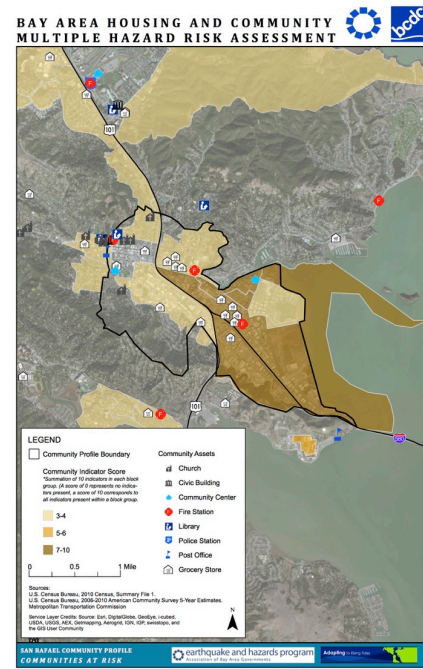 BAY AREA HOUSING AND COMMUNITY
MULTIPLE HAZARD RISK ASSESSMENT
bcdc
101
101
580
LEGEND
Community Profile Boundary
Community Indicator Score
*Summation of 10 indicators in each block
group. (A score of 0 represents no indica-
tors present, a score of 10 corresponds to
all indicators present within a block group.
3-4
5-6
7-10
Community Assets
Church
Civic Building
Community Center
Fire Station
Library
Police Station
Post Office
Grocery Store
0 0.5 1 Mile
Sources:
U.S. Census Bureau, 2010 Census, Summary File 1.
U.S. Census Bureau, 2006-2010 American Community Survey 5-Year Estimates.
Metropolitan Transportation Commission
Service Layer Credits: Source: Esri, DigitalGlobe, GeoEye, i-cubed,
USDA, USGS, AEX, Getmapping, Aerogrid, IGN, IGP, swisstopo, and
the GIS User Community
N
SAN RAFAEL COMMUNITY PROFILE
COMMUNITIES AT RISK
earthquake and hazards program
Association of Bay Area Governments
Adapting to Rising Tides